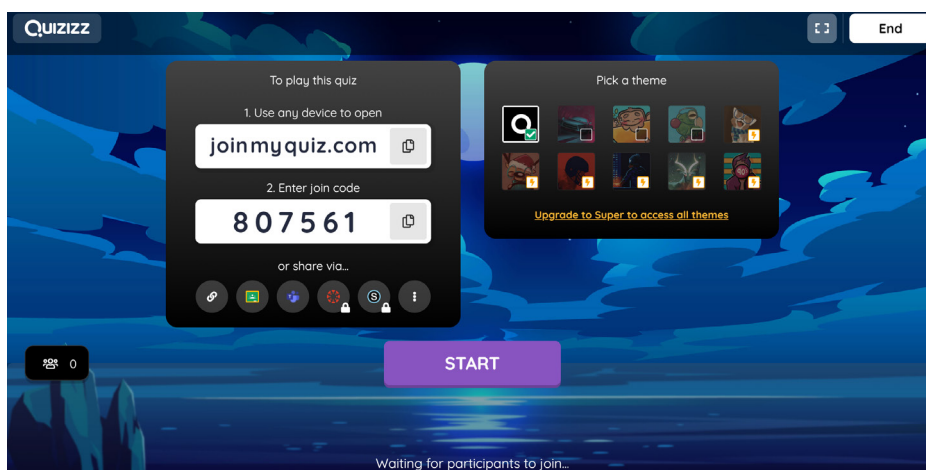 QUIZIZZ
End
To play this quiz
1. Use any device to open
joinmyquiz.com
2. Enter join code
807561
or share via...
S
0
Pick a theme
Upgrade to Super to access all themes
START
Waiting for participants to join...